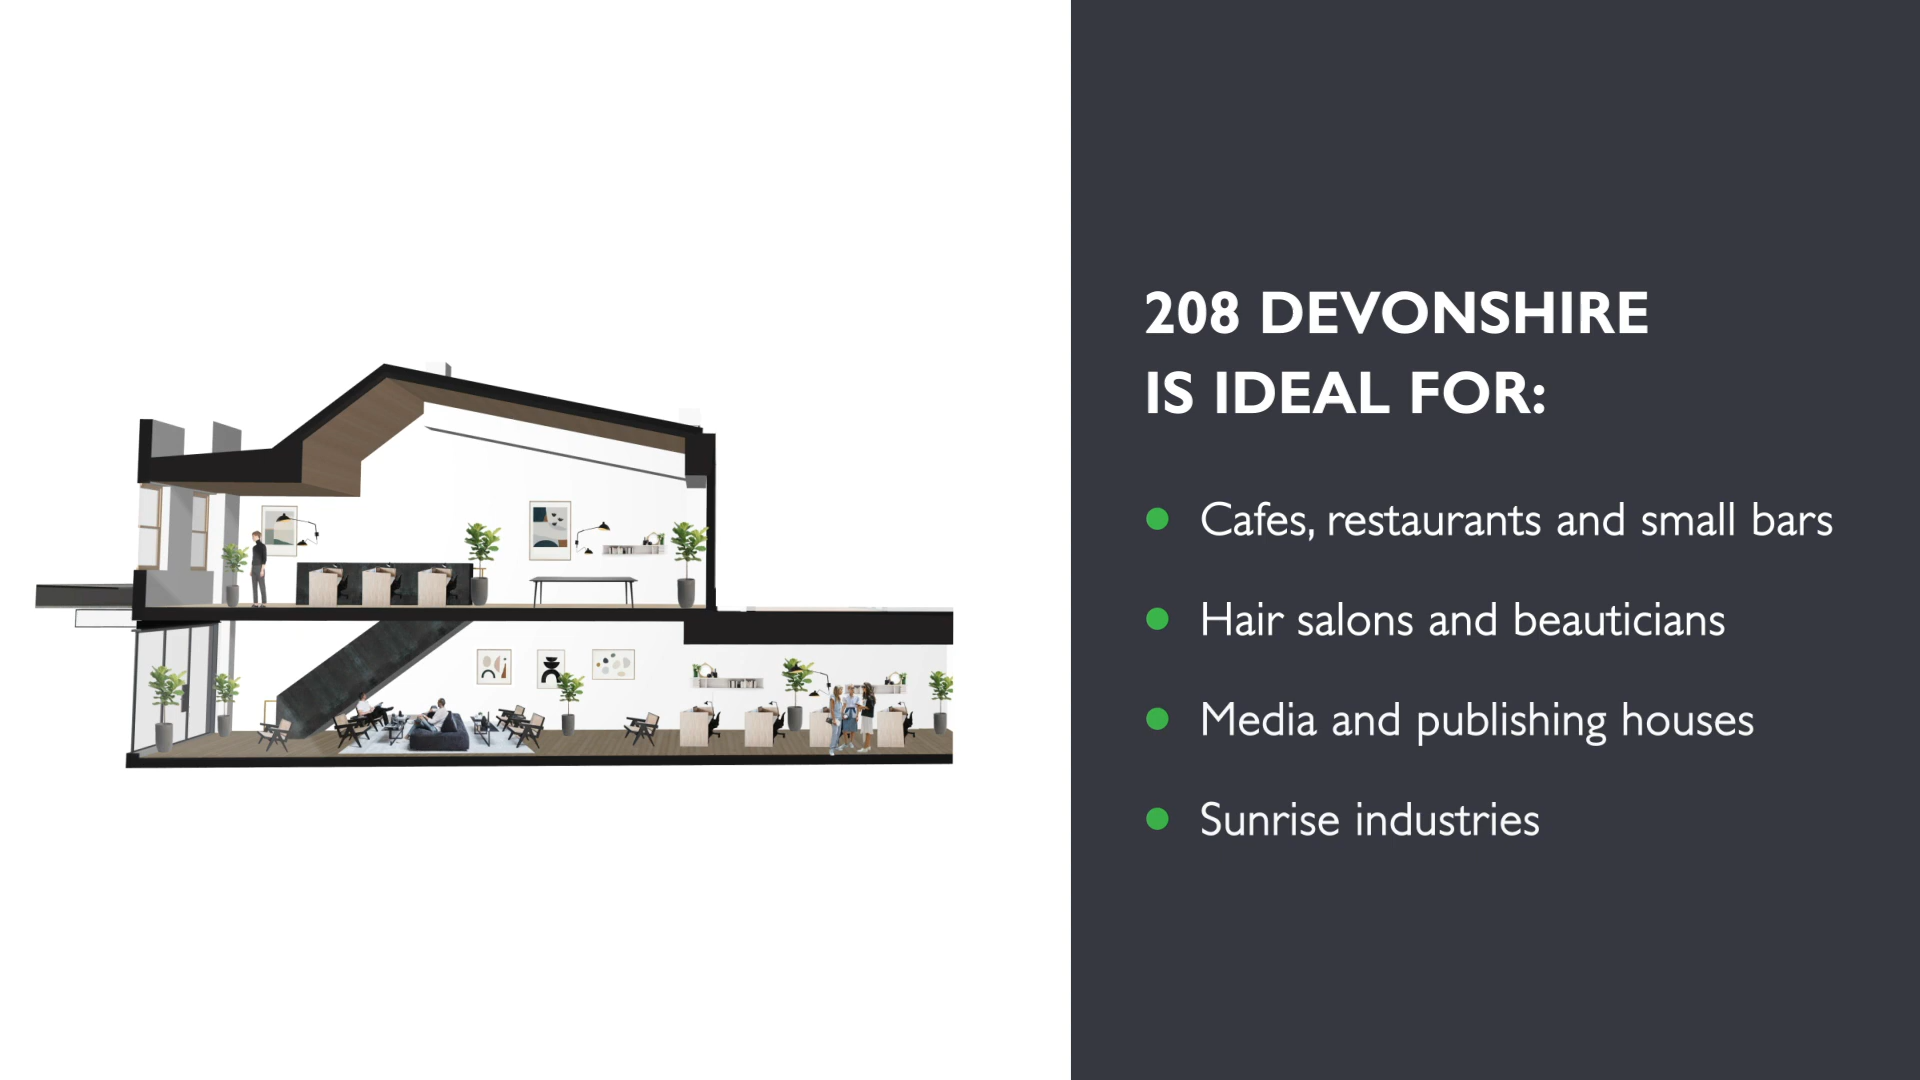 208 DEVONSHIRE
IS IDEAL FOR:
Cafes, restaurants and small bars
Hair salons and beauticians
Media and publishing houses
Sunrise industries